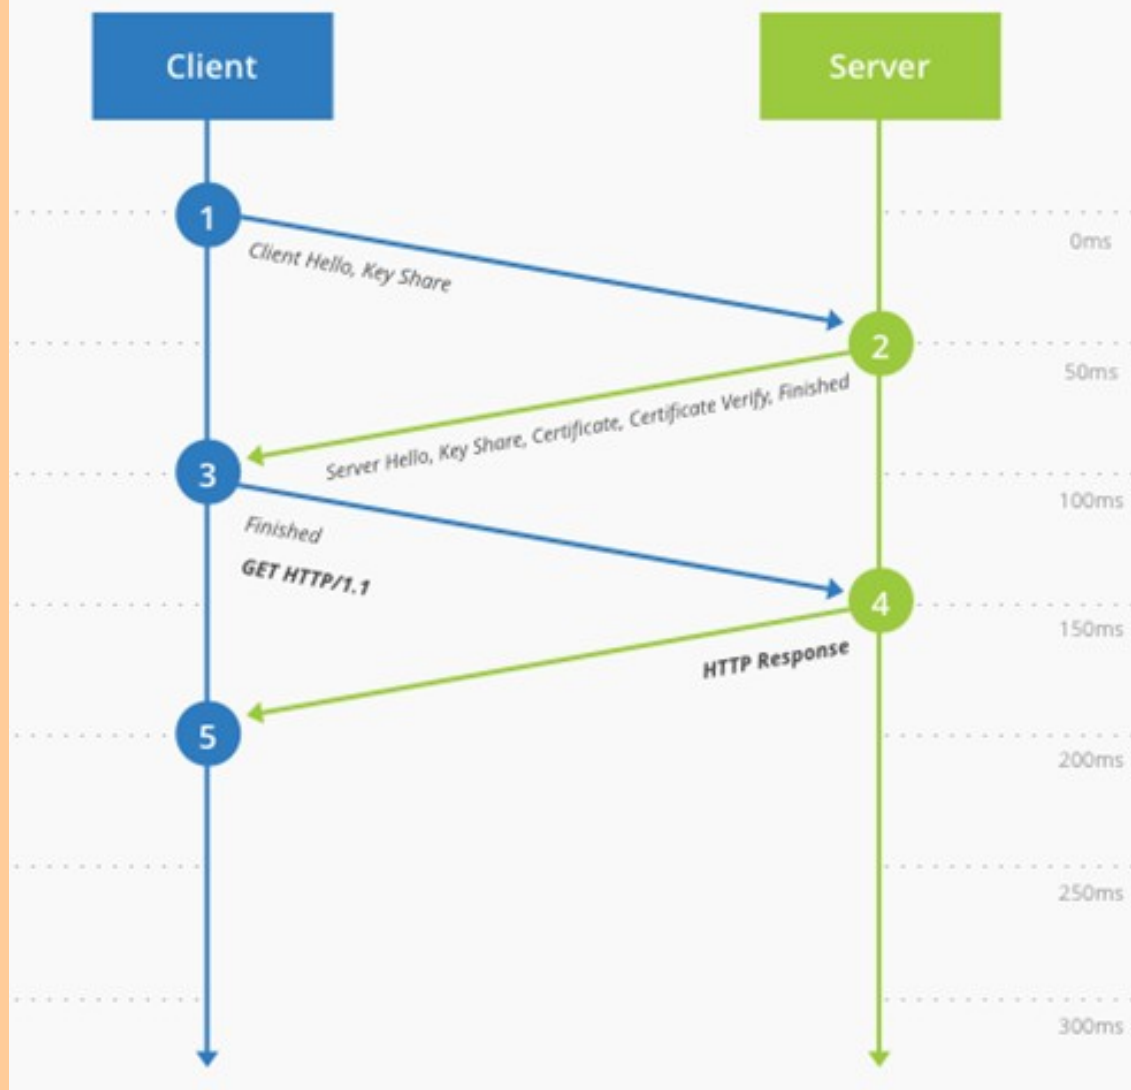 Client
Server
1
0ms
Client Hello, Key Share
2
50ms
Server Hello, Key Share, Certificate, Certificate Verify, Finished
3
100ms
Finished
GET HTTP/1.1
4
150ms
HTTP Response
5
200ms
250ms
300ms